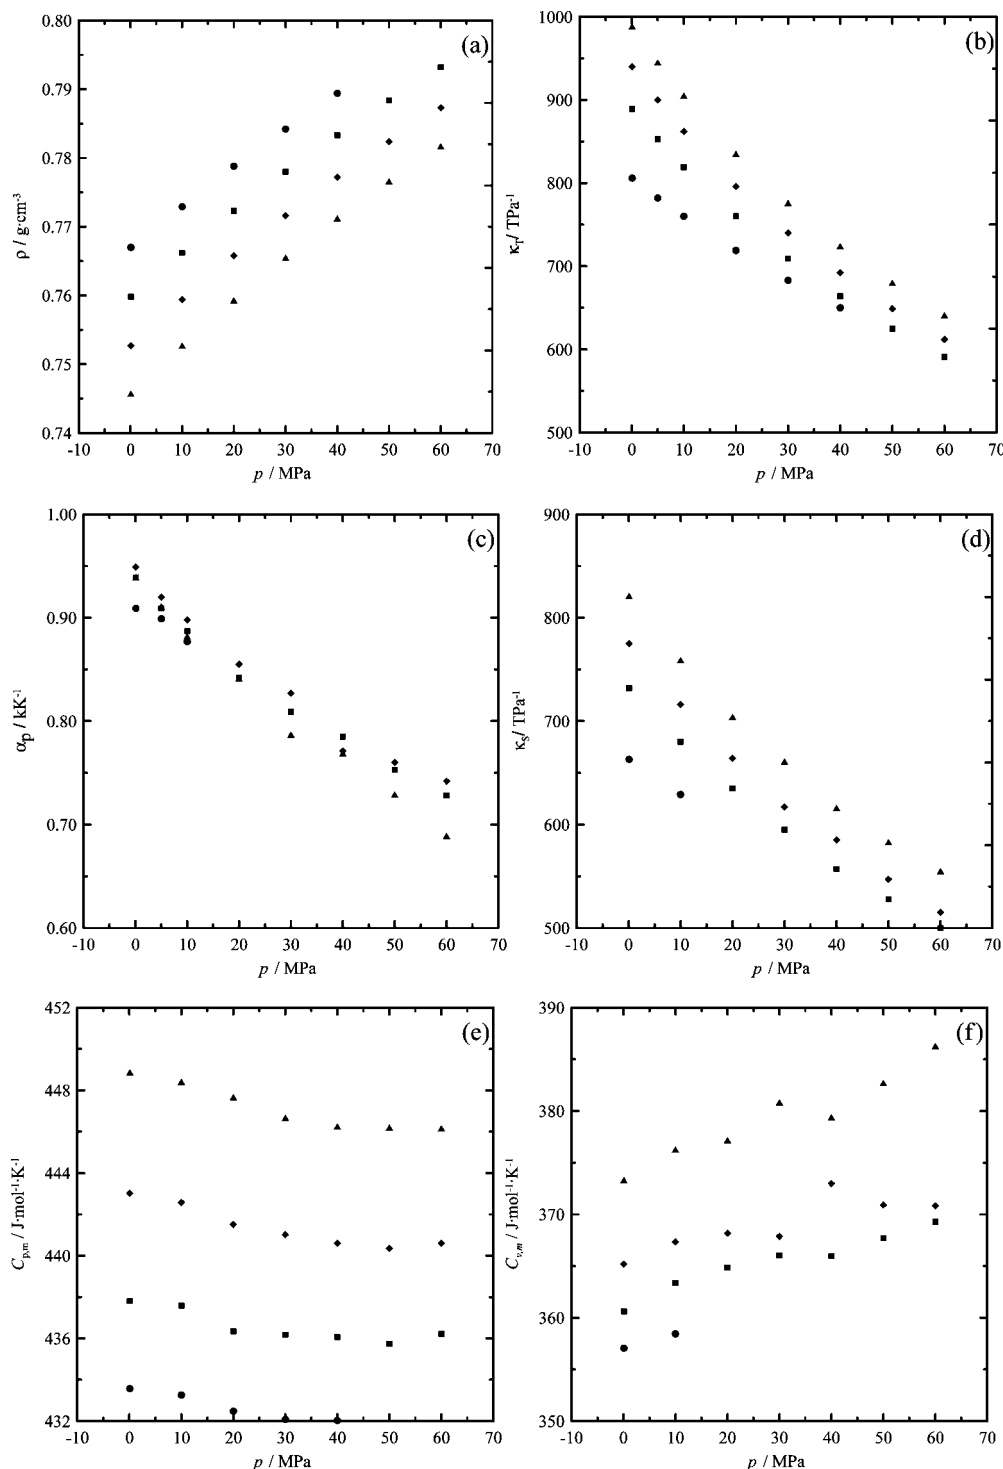 (a)
ρ / g·cm-3
0.80
0.79
0.78
0.77
0.76
0.75
0.74
-10 0 10 20 30 40 50 60 70
p / MPa
(b)
κT/ TPa-1
1000
900
800
700
600
500
-10 0 10 20 30 40 50 60 70
p / MPa
(c)
αp / kK-1
1.00
0.90
0.80
0.70
0.60
-10 0 10 20 30 40 50 60 70
p / MPa
(d)
κS/ TPa-1
900
800
700
600
500
-10 0 10 20 30 40 50 60 70
p / MPa
(e)
Cp,m / J·mol-1·K-1
452
448
444
440
436
432
-10 0 10 20 30 40 50 60 70
p / MPa
(f)
Cv,m / J·mol-1·K-1
390
380
370
360
350
-10 0 10 20 30 40 50 60 70
p / MPa